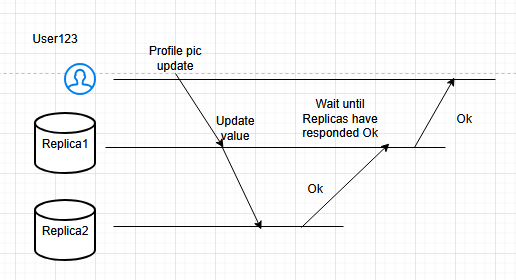 User123
Profile pic
update
Replica1
Update
value
Wait until
Replicas have
responded Ok
Ok
Replica2
Ok